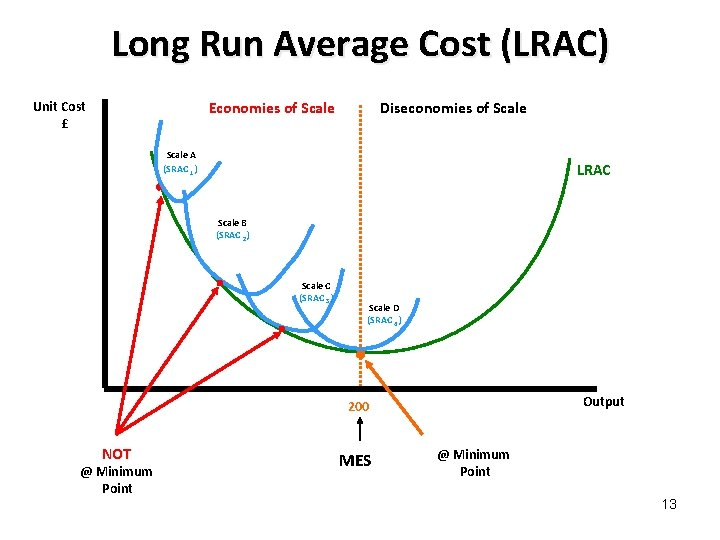 Long Run Average Cost (LRAC)
Unit Cost
£
Economies of Scale
Diseconomies of Scale
Scale A
(SRAC1)
LRAC
Scale B
(SRAC2)
Scale C
(SRAC3)
Scale D
(SRAC4)
200
Output
NOT
@ Minimum
Point
MES
@ Minimum
Point
13